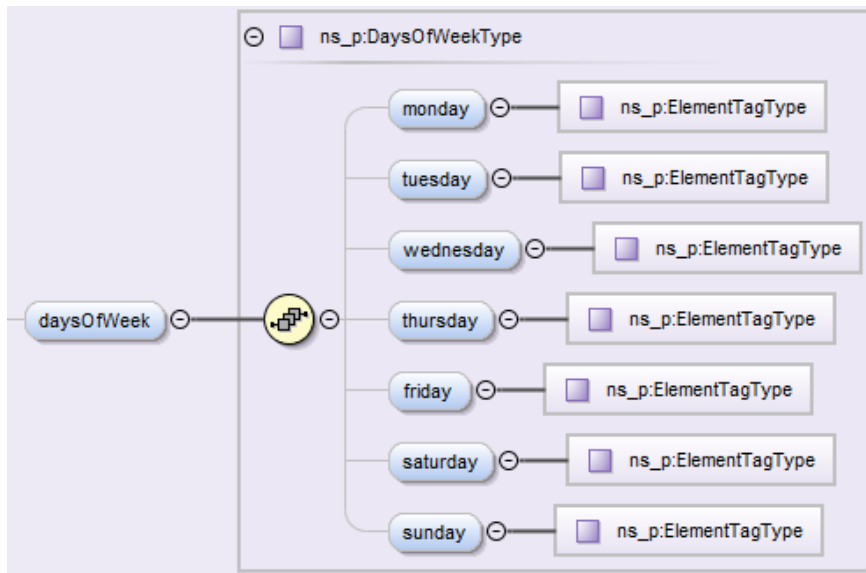 ns_p:DaysOfWeekType
monday ns_p:ElementTagType
tuesday ns_p:ElementTagType
wednesday ns_p:ElementTagType
daysOfWeek
thursday ns_p:ElementTagType
friday ns_p:ElementTagType
saturday ns_p:ElementTagType
sunday ns_p:ElementTagType